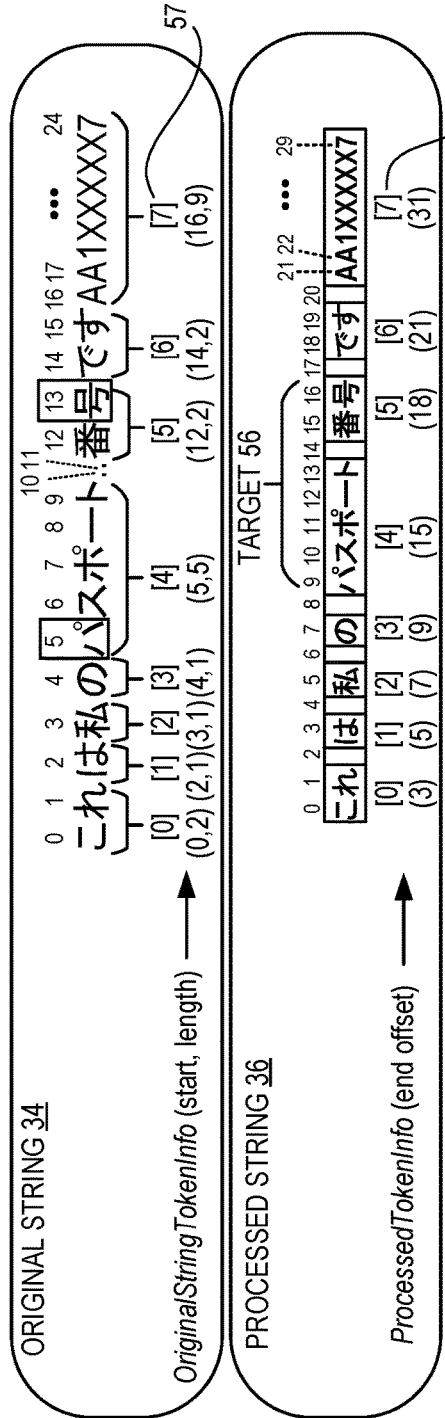 ORIGINAL STRING 34
0 1 2 3 4 5 6 7 8 9 10 11 12 13 14 15 16 17 ••• 24
これは私のパスポート..番号ですAA1XXXXX7
[0] [1] [2] [3] [4] [5] [6] [7] 57
OriginalStringTokenInfo (start, length) (0,2) (2,1) (3,1) (4,1) (5,5) (12,2) (14,2) (16,9)
PROCESSED STRING 36
TARGET 56
0 1 2 3 4 5 6 7 8 9 10 11 12 13 14 15 16 17 18 19 20 21 22 ••• 29
これ は 私 の パスポート 番号 です AA1XXXXX7
[0] [1] [2] [3] [4] [5] [6] [7]
ProcessedTokenInfo (end offset) (3) (5) (7) (9) (15) (18) (21) (31)